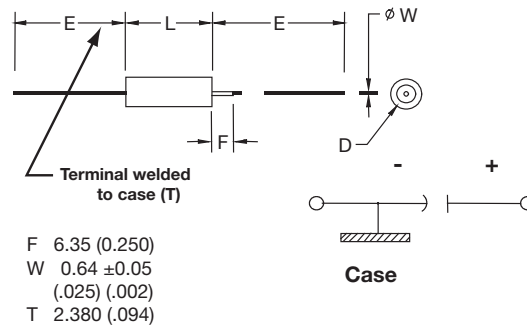 E L E ϕ W
F
D
Terminal welded
to case (T)
- +
Case
F 6.35 (0.250)
W 0.64 ±0.05
(.025) (.002)
T 2.380 (.094)